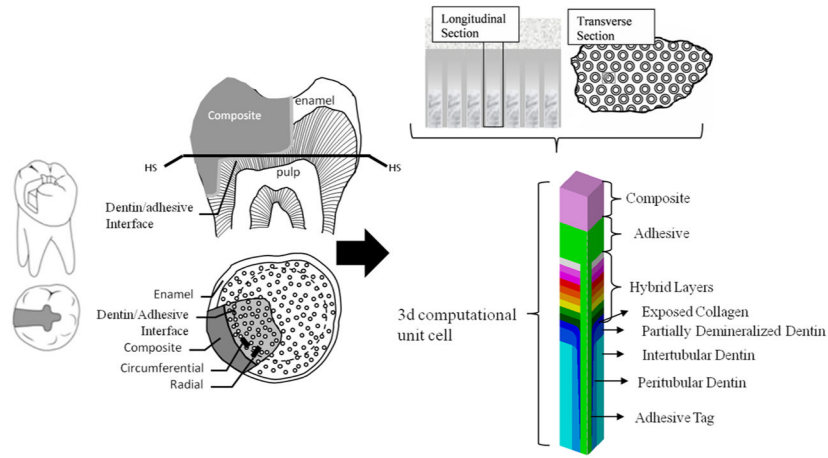 Longitudinal
Section
Transverse
Section
Composite
enamel
HS
HS
pulp
Dentin/adhesive
Interface
Enamel
Dentin/Adhesive
Interface
Composite
Circumferential
Radial
3d computational
unit cell
Composite
Adhesive
Hybrid Layers
Exposed Collagen
Partially Demineralized Dentin
Intertubular Dentin
Peritubular Dentin
Adhesive Tag